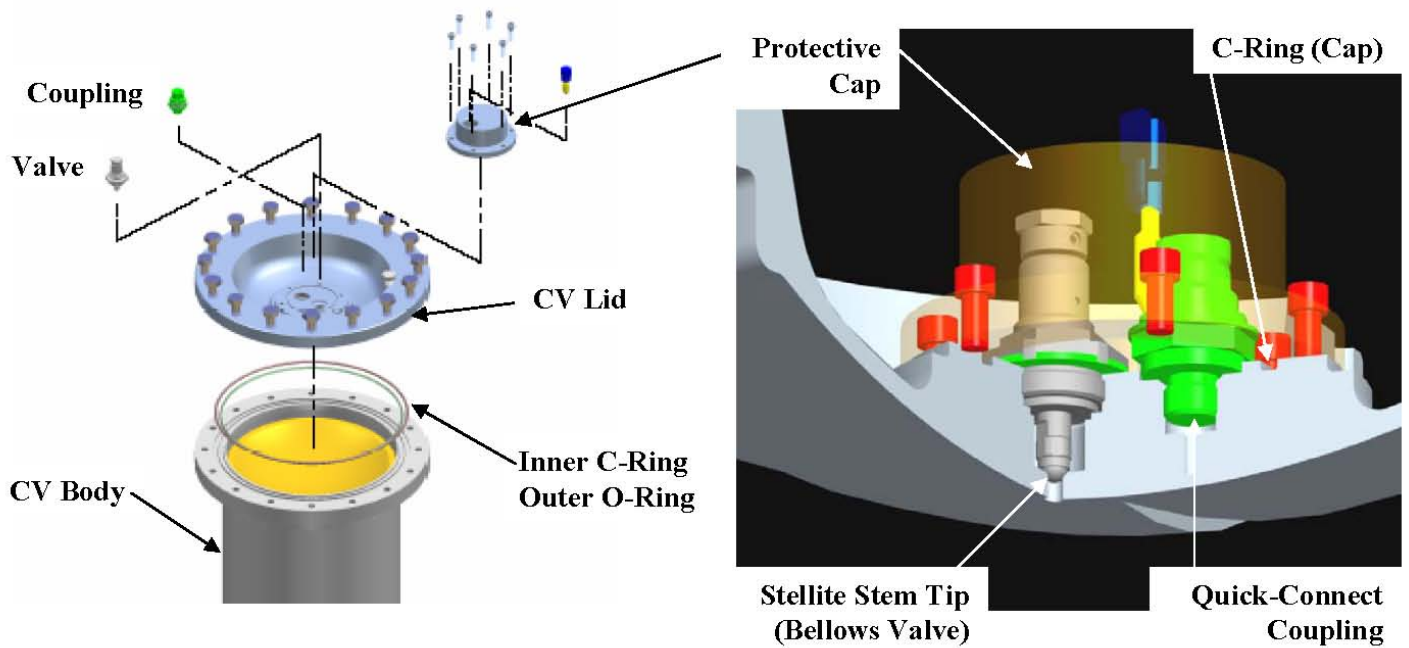 Coupling
Valve
CV Lid
Inner C-Ring
Outer O-Ring
CV Body
Protective
Cap
C-Ring (Cap)
Stellite Stem Tip
(Bellows Valve)
Quick-Connect
Coupling